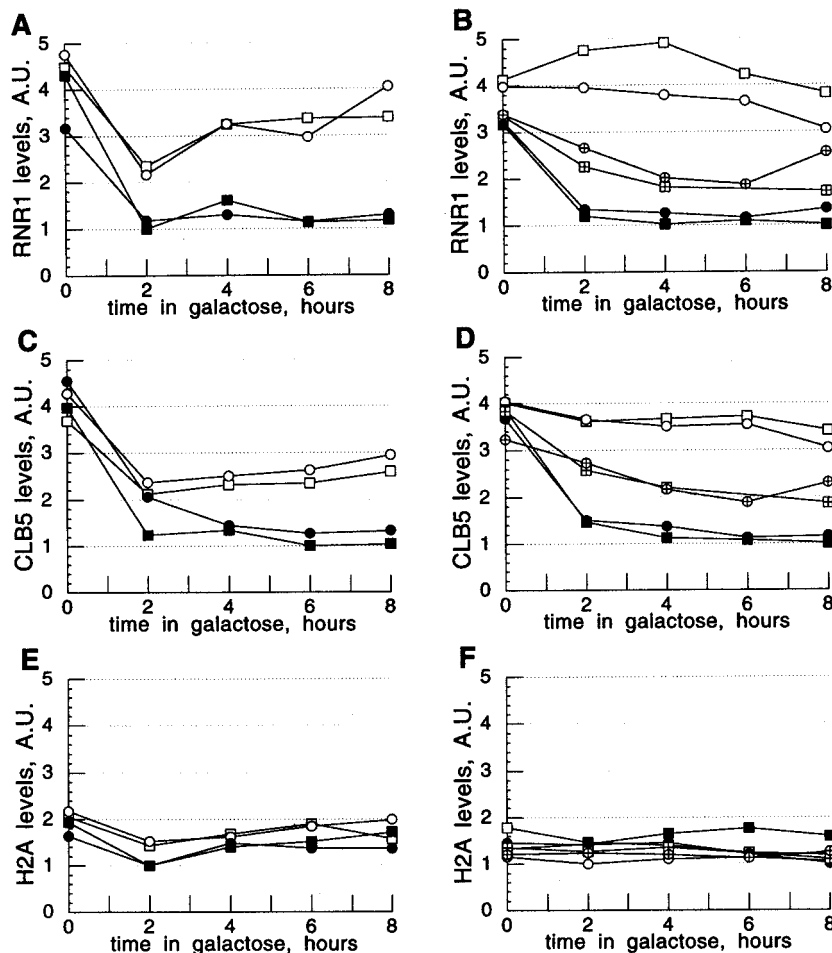 A
RNR1 levels, A.U.
5
4
3
2
1
0
0 2 4 6 8
time in galactose, hours
B
RNR1 levels, A.U.
5
4
3
2
1
0
0 2 4 6 8
time in galactose, hours
C
CLB5 levels, A.U.
5
4
3
2
1
0
0 2 4 6 8
time in galactose, hours
D
CLB5 levels, A.U.
5
4
3
2
1
0
0 2 4 6 8
time in galactose, hours
E
H2A levels, A.U.
5
4
3
2
1
0
0 2 4 6 8
time in galactose, hours
F
H2A levels, A.U.
5
4
3
2
1
0
0 2 4 6 8
time in galactose, hours